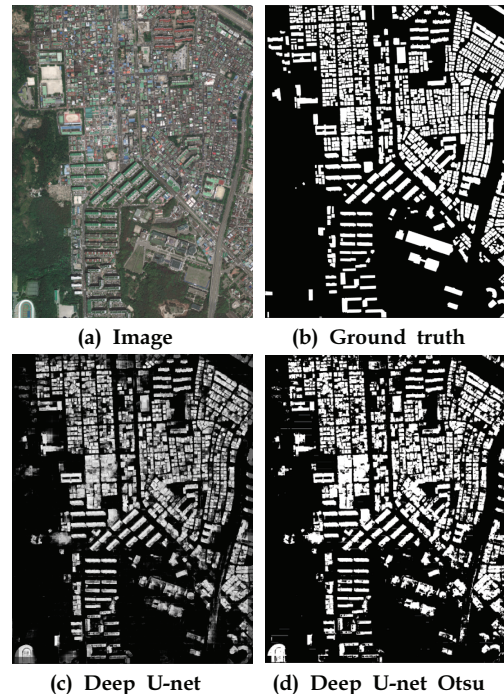 (a) Image
(b) Ground truth
(c) Deep U-net
(d) Deep U-net Otsu